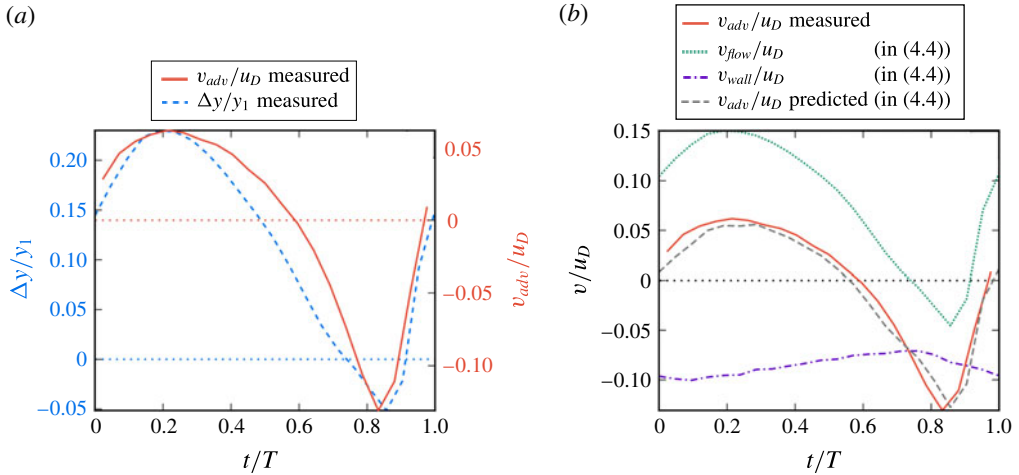 (a)
v_adv/u_D measured
Δy/y_1 measured
0.20
0.15
0.10
0.05
0
−0.05
Δy/y_1
0.05
0
−0.05
−0.10
v_adv/u_D
0 0.2 0.4 0.6 0.8 1.0
t/T
(b)
v_adv/u_D measured
v_flow/u_D (in (4.4))
v_wall/u_D (in (4.4))
v_adv/u_D predicted (in (4.4))
0.15
0.10
0.05
0
−0.05
−0.10
v/u_D
0 0.2 0.4 0.6 0.8 1.0
t/T